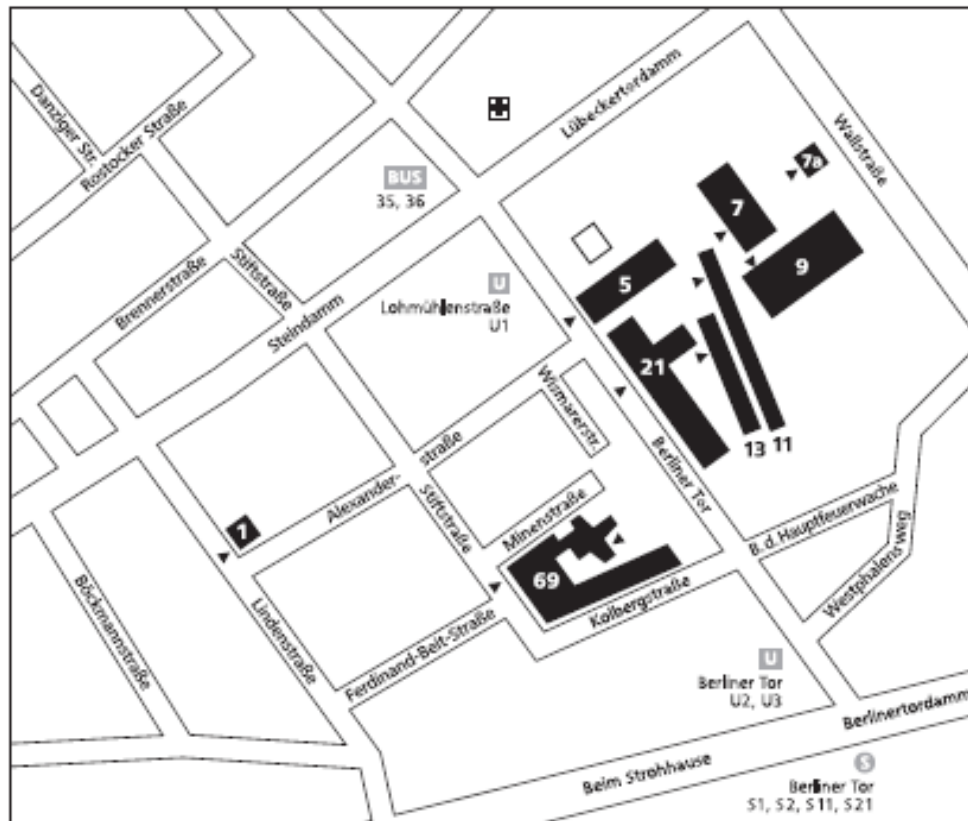 Danziger Str.
Rostocker Straße
Lübeckertordamm
Wallstraße
BUS
35, 36
7a
7
9
5
Stiftstraße
Brennerstraße
Steindamm
U
Lohmühlenstraße
U1
21
Wismarerstr.
13
11
Berliner Tor
Alexander-
straße
Stiftstraße
Minenstraße
B. d. Hauptfeuerwache
Westphalensweg
1
69
Kolbergstraße
Böckmannstraße
Lindenstraße
Ferdinand-Beit-Straße
U
Berliner Tor
U2, U3
Berlinertordamm
Beim Strohhause
S
Berliner Tor
S1, S2, S11, S21